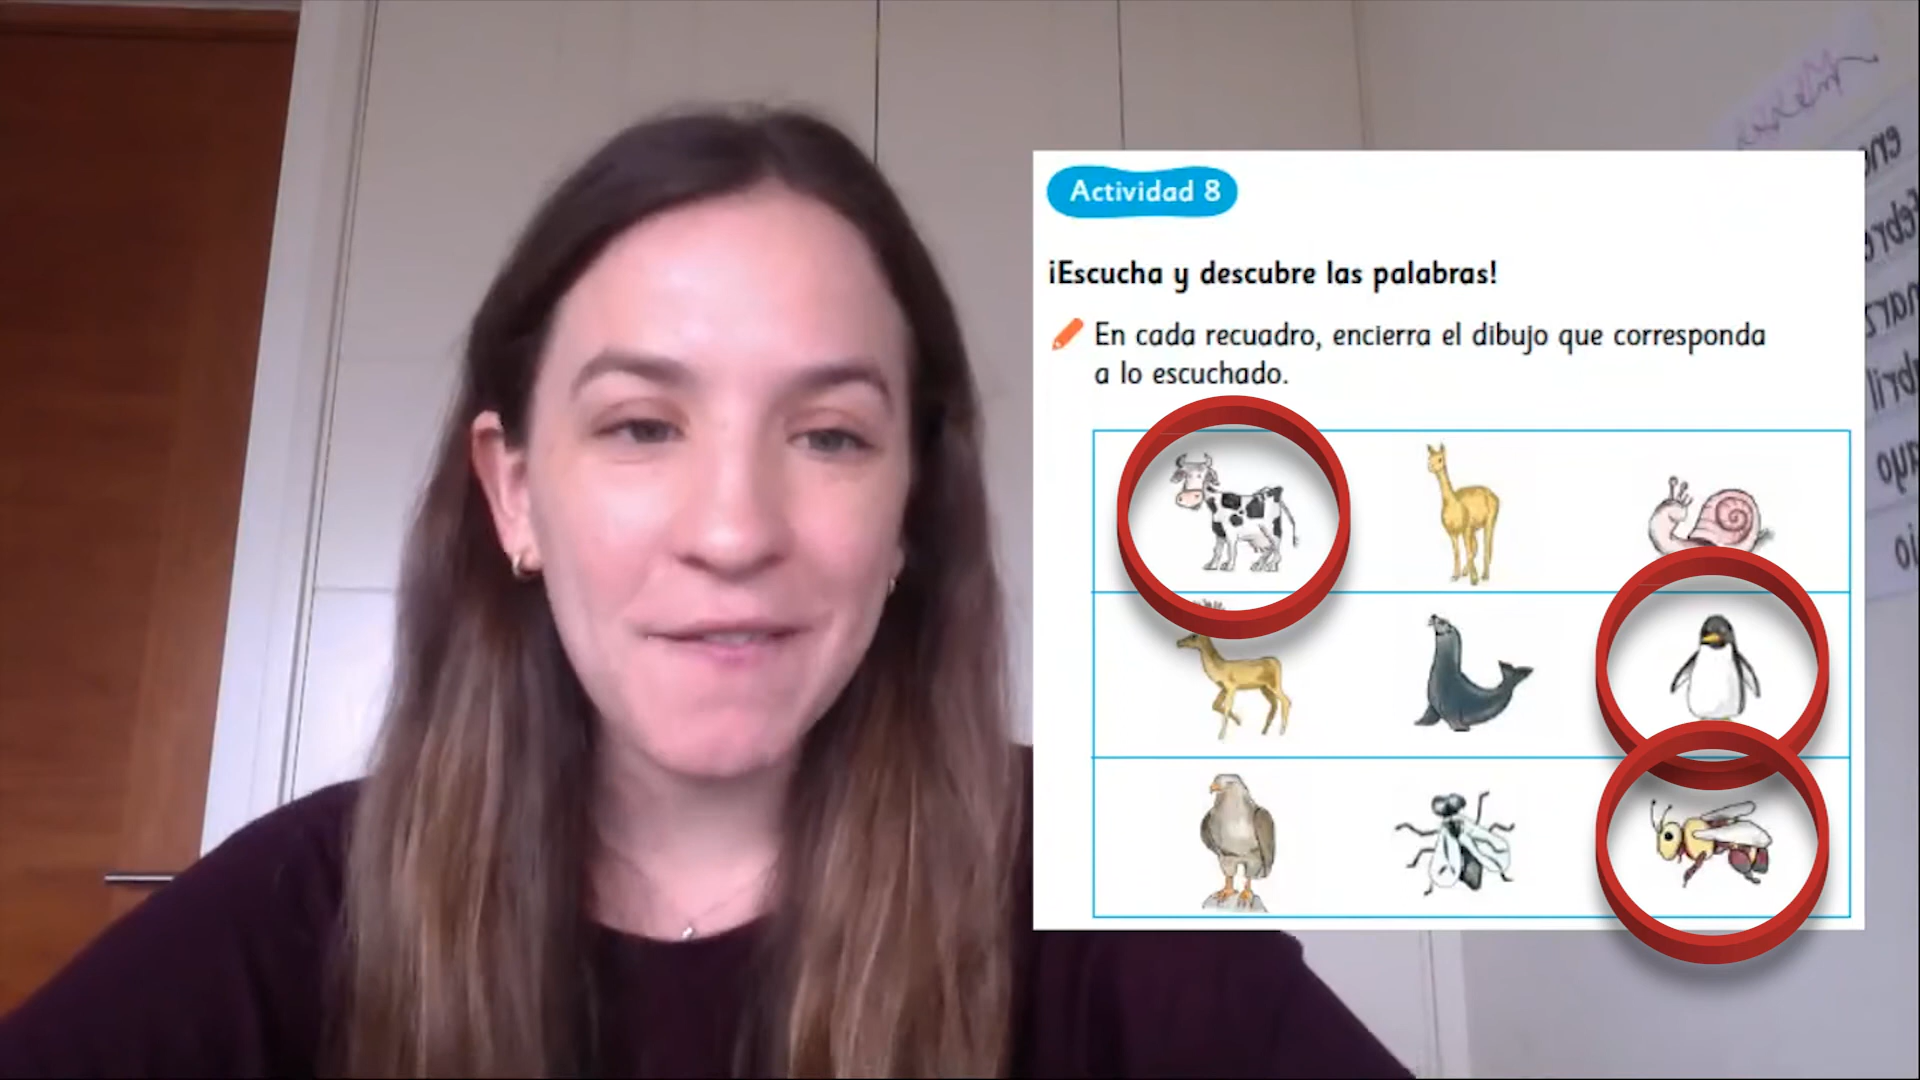 Actividad 8
¡Escucha y descubre las palabras!
En cada recuadro, encierra el dibujo que corresponda
a lo escuchado.